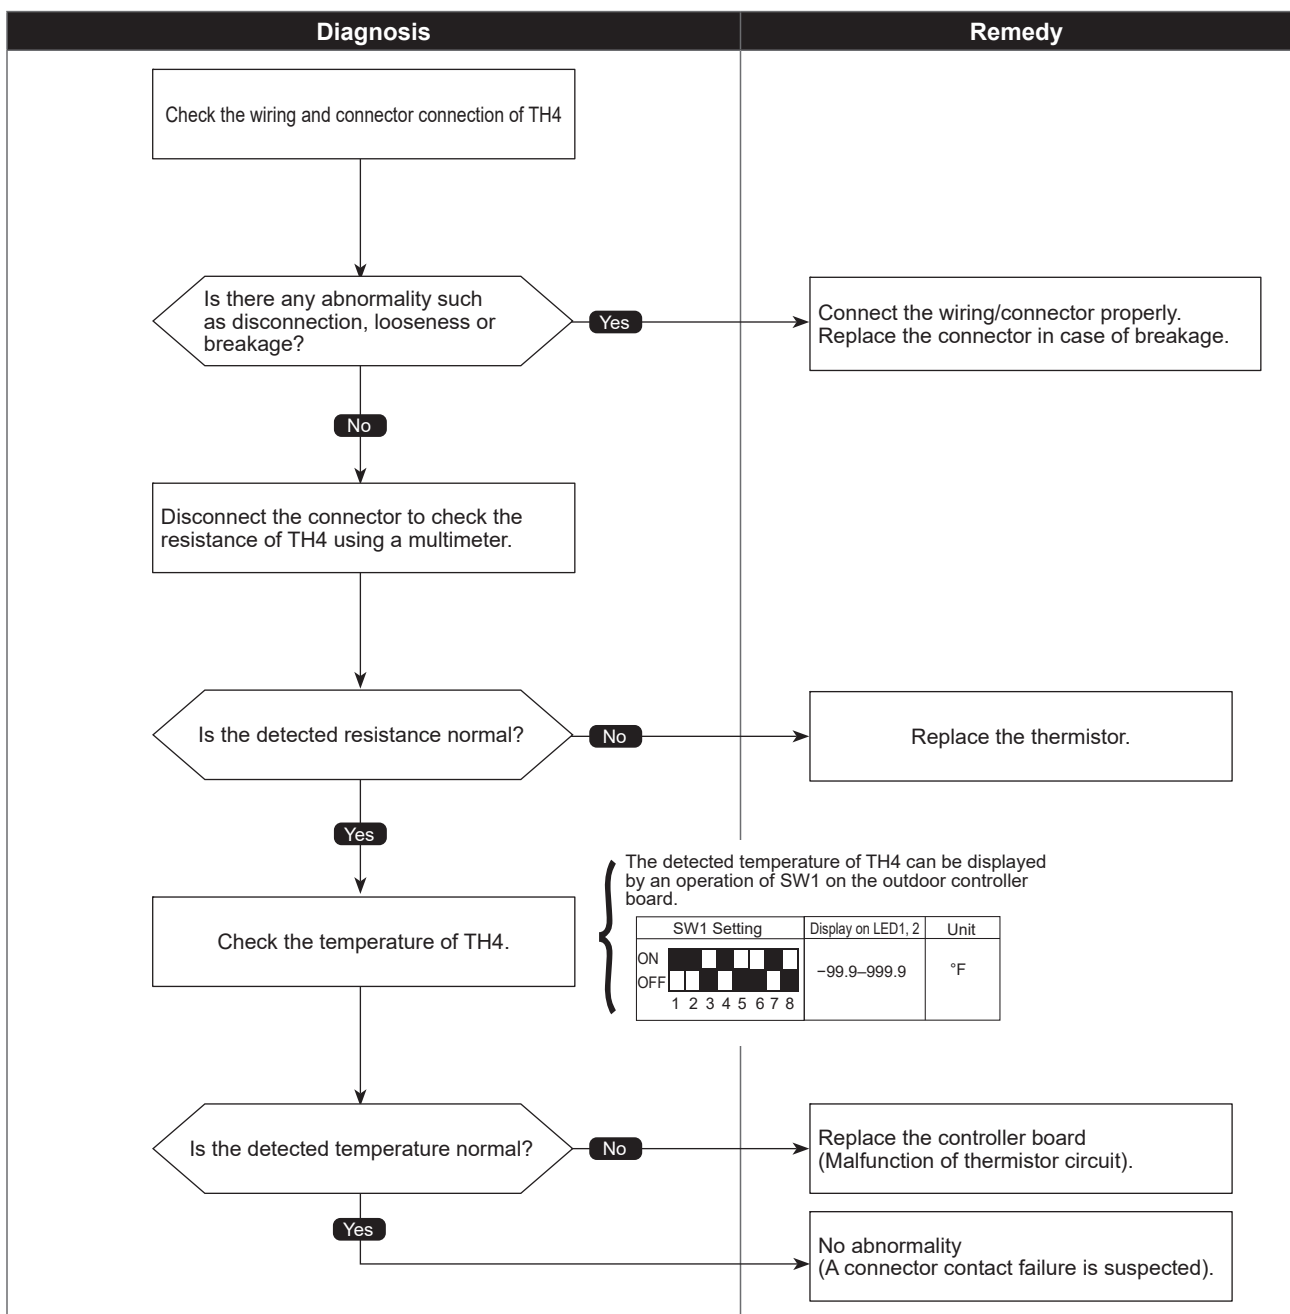 Diagnosis
Remedy
Check the wiring and connector connection of TH4
Is there any abnormality such
as disconnection, looseness or
breakage?
Yes
Connect the wiring/connector properly.
Replace the connector in case of breakage.
No
Disconnect the connector to check the
resistance of TH4 using a multimeter.
Is the detected resistance normal?
No
Replace the thermistor.
Yes
The detected temperature of TH4 can be displayed
by an operation of SW1 on the outdoor controller
board.
Check the temperature of TH4.
SW1 Setting
Display on LED1, 2
Unit
ON
OFF
1 2 3 4 5 6 7 8
−99.9–999.9
°F
Is the detected temperature normal?
No
Replace the controller board
(Malfunction of thermistor circuit).
Yes
No abnormality
(A connector contact failure is suspected).